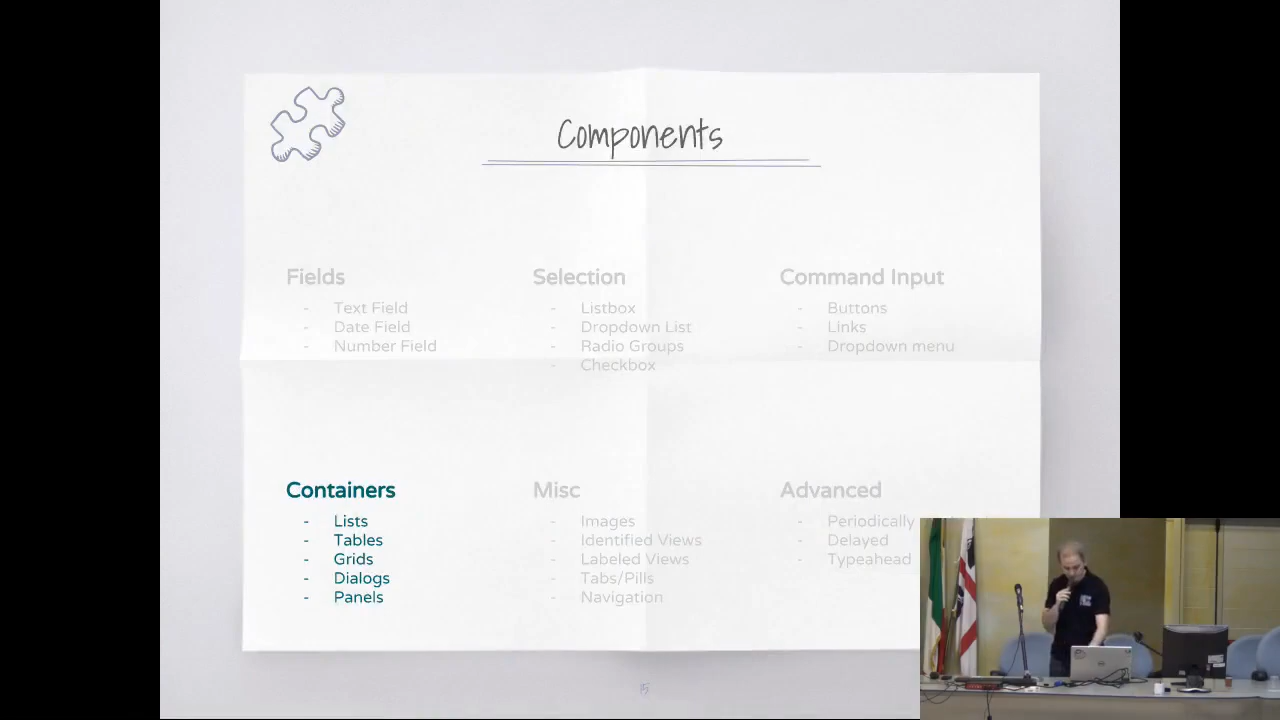 Components
Fields
- Text Field
- Date Field
- Number Field
Selection
- Listbox
- Dropdown List
- Radio Groups
- Checkbox
Command Input
- Buttons
- Links
- Dropdown menu
Containers
- Lists
- Tables
- Grids
- Dialogs
- Panels
Misc
- Images
- Identified Views
- Labeled Views
- Tabs/Pills
- Navigation
Advanced
- Periodically
- Delayed
- Typeahead
15